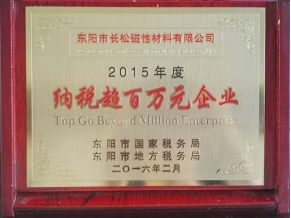 东阳市长松磁性材料有限公司
2015年度
纳税超百万元企业
Top Go Beyond Million Enterprise
东阳市国家税务局
东阳市地方税务局
二〇一六年二月